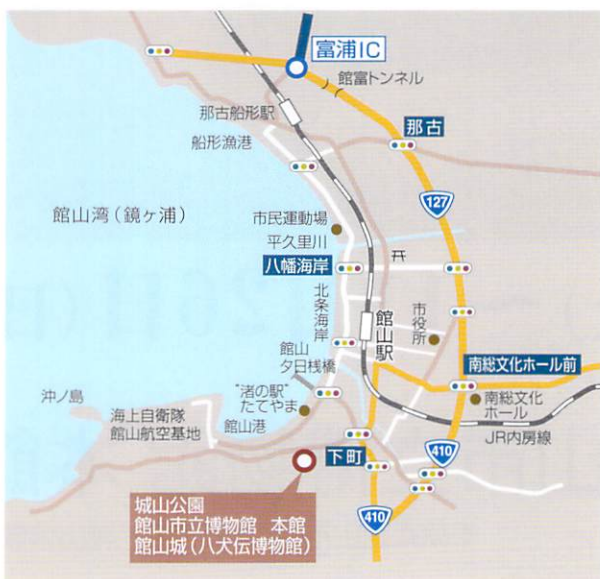 富浦IC
館富トンネル
那古船形駅
那古
船形漁港
127
館山湾(鏡ヶ浦)
市民運動場
平久里川
八幡海岸
北条海岸
館山駅
市役所
館山
夕日桟橋
南総文化ホール前
"渚の駅"
たてやま
沖ノ島
海上自衛隊
館山航空基地
館山港
南総文化
ホール
JR内房線
下町
410
410
城山公園
館山市立博物館 本館
館山城(八犬伝博物館)